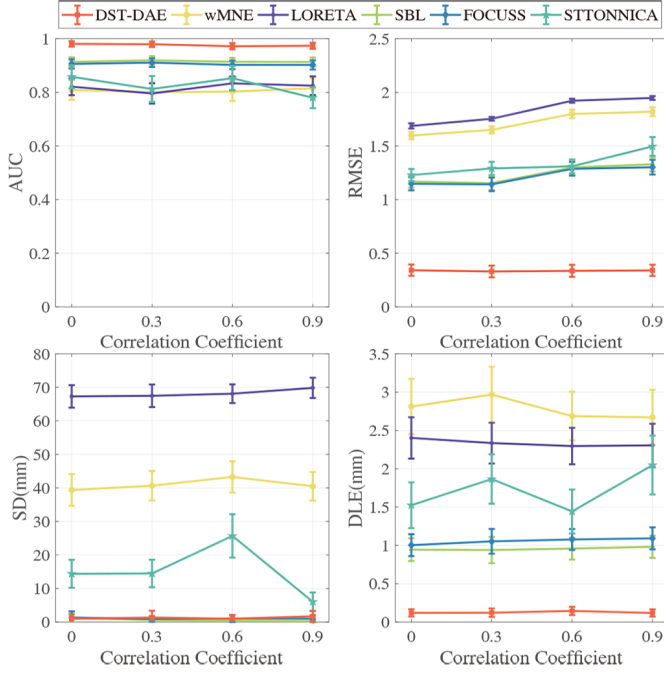 DST-DAE wMNE LORETA SBL FOCUSS STTONNICA
1
0.8
0.6
0.4
0.2
0
AUC
0 0.3 0.6 0.9
Correlation Coefficient
2.5
2
1.5
1
0.5
0
RMSE
0 0.3 0.6 0.9
Correlation Coefficient
80
70
60
50
40
30
20
10
0
SD(mm)
0 0.3 0.6 0.9
Correlation Coefficient
3.5
3
2.5
2
1.5
1
0.5
0
DLE(mm)
0 0.3 0.6 0.9
Correlation Coefficient